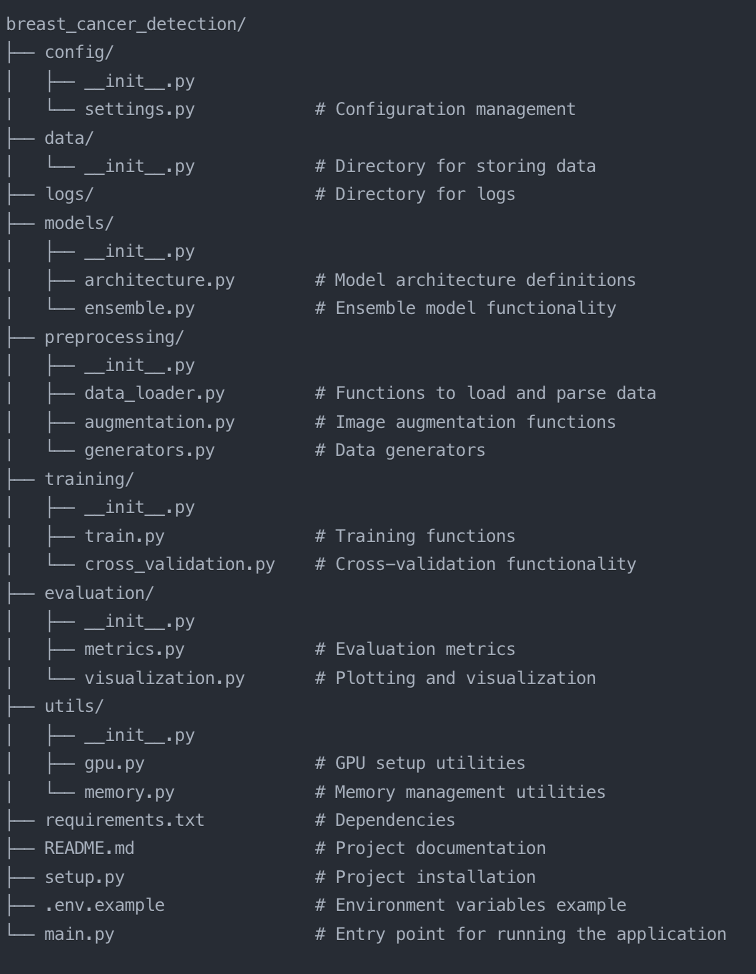 breast_cancer_detection/
├── config/
│   ├── __init__.py
│   └── settings.py            # Configuration management
├── data/
│   └── __init__.py            # Directory for storing data
├── logs/                      # Directory for logs
├── models/
│   ├── __init__.py
│   ├── architecture.py        # Model architecture definitions
│   └── ensemble.py            # Ensemble model functionality
├── preprocessing/
│   ├── __init__.py
│   ├── data_loader.py         # Functions to load and parse data
│   ├── augmentation.py        # Image augmentation functions
│   └── generators.py          # Data generators
├── training/
│   ├── __init__.py
│   ├── train.py               # Training functions
│   └── cross_validation.py    # Cross-validation functionality
├── evaluation/
│   ├── __init__.py
│   ├── metrics.py             # Evaluation metrics
│   └── visualization.py       # Plotting and visualization
├── utils/
│   ├── __init__.py
│   ├── gpu.py                 # GPU setup utilities
│   └── memory.py              # Memory management utilities
├── requirements.txt           # Dependencies
├── README.md                  # Project documentation
├── setup.py                   # Project installation
├── .env.example               # Environment variables example
└── main.py                    # Entry point for running the application